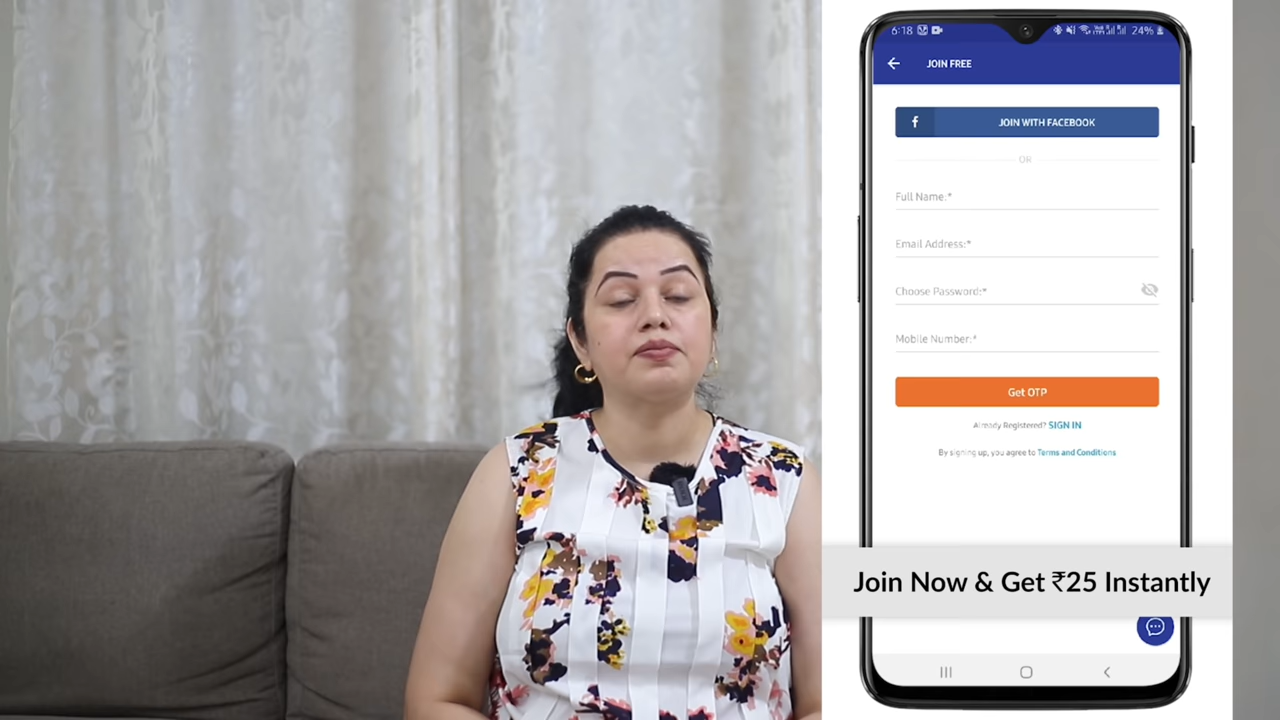 6:18
24%
JOIN FREE
f
JOIN WITH FACEBOOK
OR
Full Name:*
Email Address:*
Choose Password:*
Mobile Number:*
Get OTP
Already Registered? SIGN IN
By signing up, you agree to Terms and Conditions
Join Now & Get ₹25 Instantly